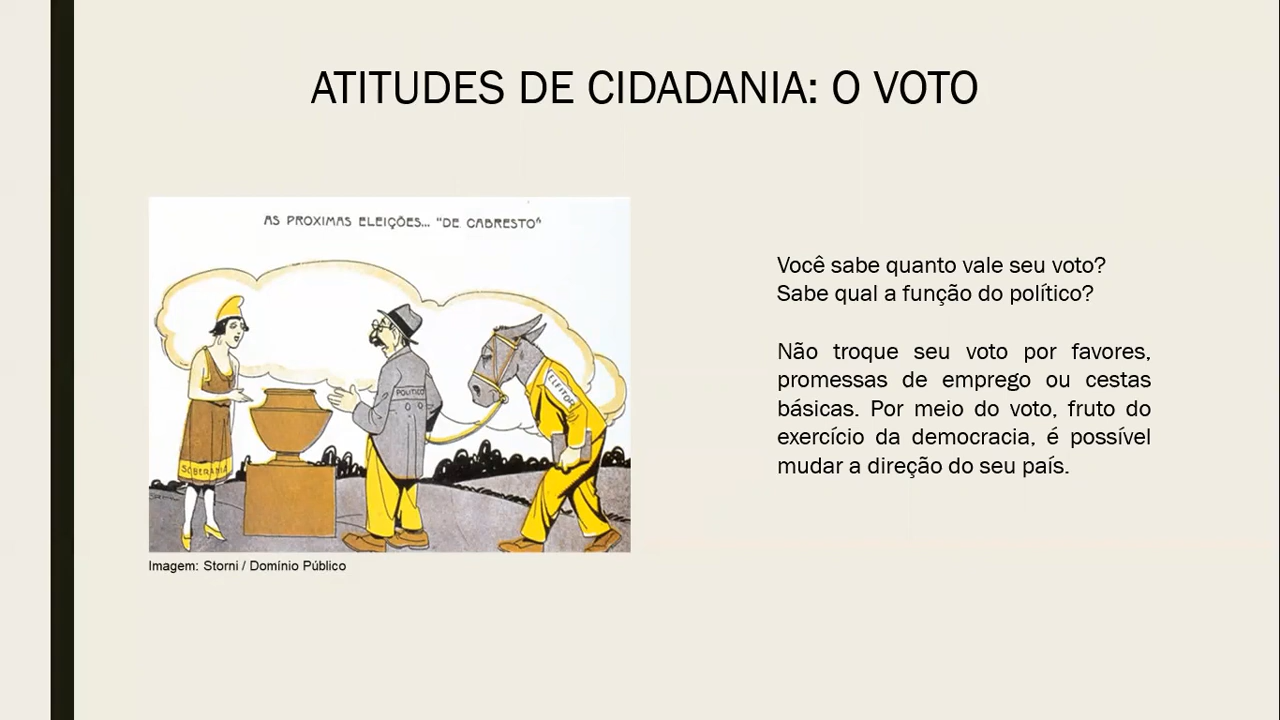 ATITUDES DE CIDADANIA: O VOTO
AS PROXIMAS ELEIÇÕES... "DE CABRESTO"
POLITICO
ELEITOR
SOBERANIA
Imagem: Storni / Domínio Público
Você sabe quanto vale seu voto?
Sabe qual a função do político?
Não troque seu voto por favores,
promessas de emprego ou cestas
básicas. Por meio do voto, fruto do
exercício da democracia, é possível
mudar a direção do seu país.